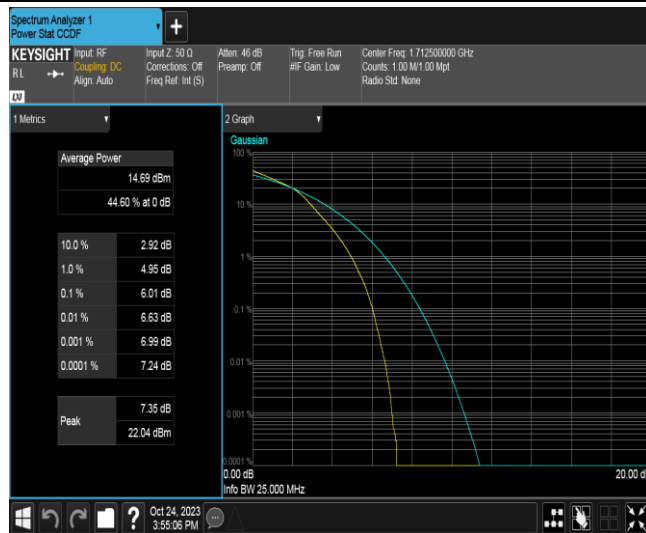 Spectrum Analyzer 1
Power Stat CCDF
+
KEYSIGHT
RL
Input: RF
Coupling: DC
Align: Auto
Input Z: 50 Ω
Corrections: Off
Freq Ref: Int (S)
Atten: 46 dB
Preamp: Off
Trig: Free Run
#IF Gain: Low
Center Freq: 1.712500000 GHz
Counts: 1.00 M/1.00 Mpt
Radio Std: None
1 Metrics
Average Power
14.69 dBm
44.60 % at 0 dB
10.0 % 2.92 dB
1.0 % 4.95 dB
0.1 % 6.01 dB
0.01 % 6.63 dB
0.001 % 6.99 dB
0.0001 % 7.24 dB
Peak
7.35 dB
22.04 dBm
2 Graph
Gaussian
100 %
10 %
1 %
0.1 %
0.01 %
0.001 %
0.0001 %
0.00 dB
20.00 d
Info BW 25.000 MHz
?
Oct 24, 2023
3:55:06 PM